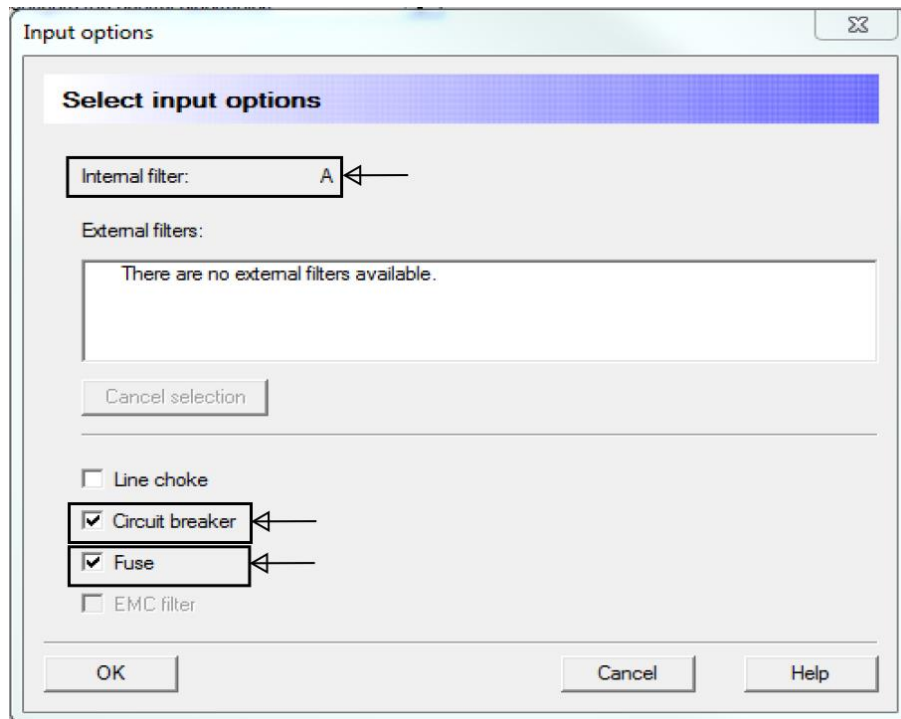 Input options
Select input options
Internal filter: A
External filters:
There are no external filters available.
Cancel selection
Line choke
Circuit breaker
Fuse
EMC filter
OK Cancel Help